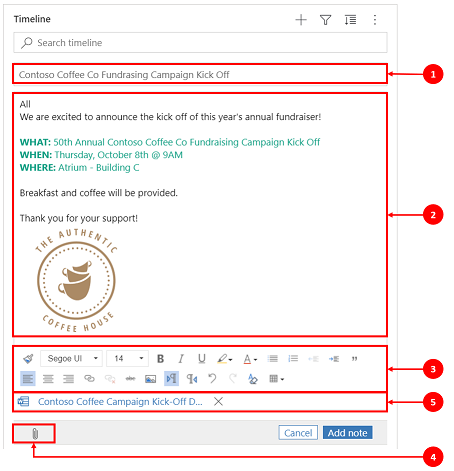 Timeline
Search timeline
Contoso Coffee Co Fundrasing Campaign Kick Off
1
All
We are excited to announce the kick off of this year's annual fundraiser!
WHAT: 50th Annual Contoso Coffee Co Fundraising Campaign Kick Off
WHEN: Thursday, October 8th @ 9AM
WHERE: Atrium - Building C
2
Breakfast and coffee will be provided.
Thank you for your support!
THE AUTHENTIC
COFFEE HOUSE
Segoe UI 14 B I U A
3
abc
Contoso Coffee Campaign Kick-Off D...
5
Cancel Add note
4